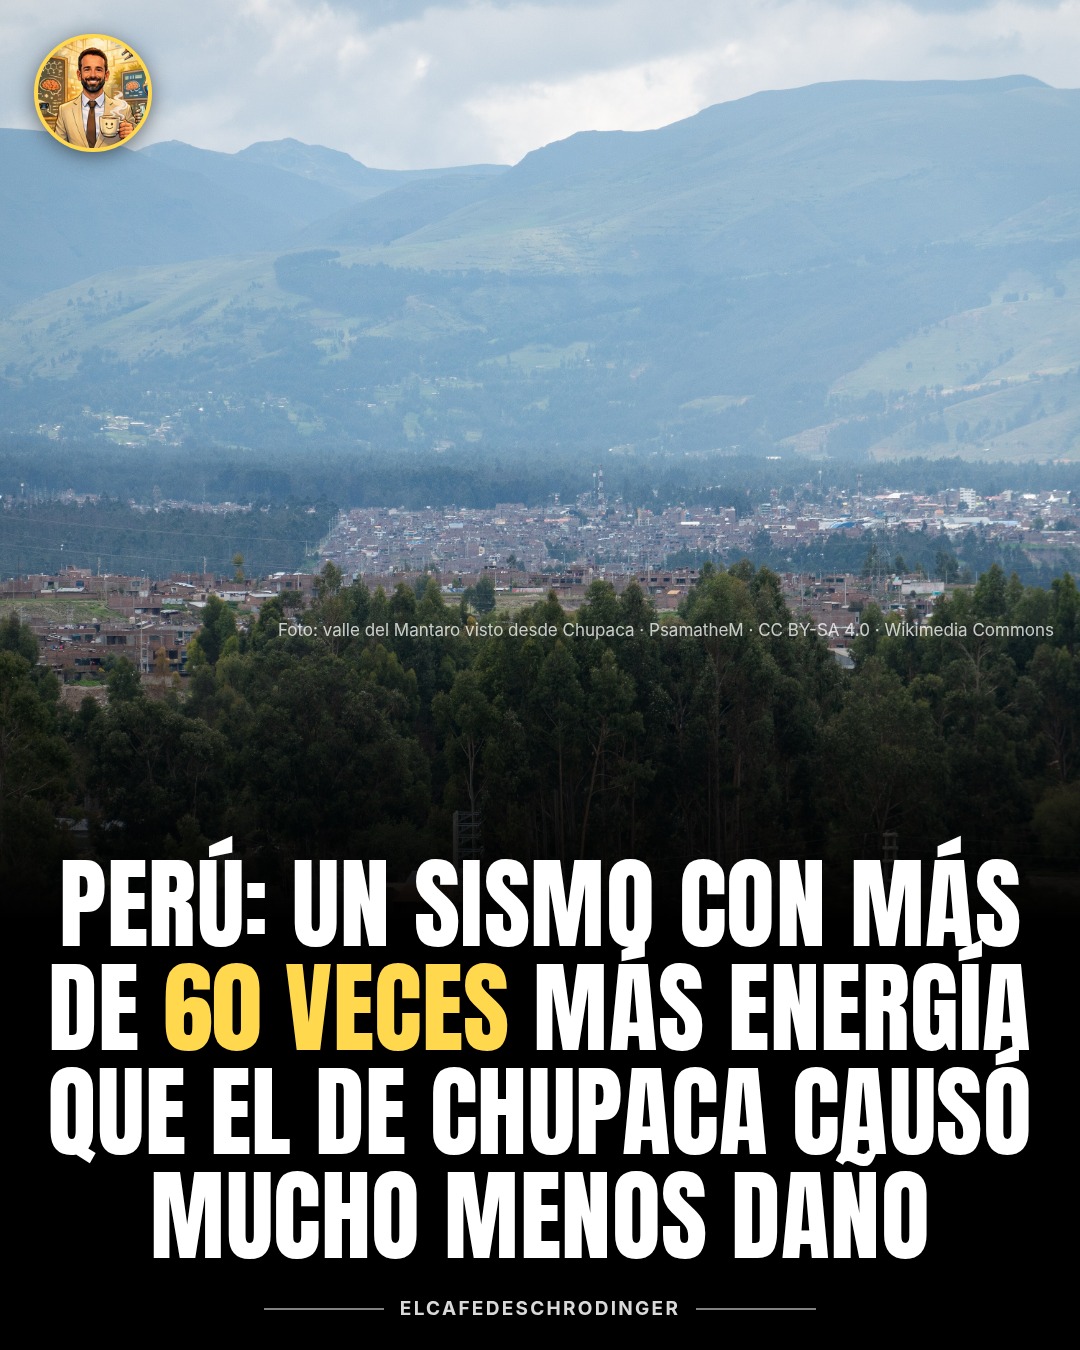 Foto: valle del Mantaro visto desde Chupaca · PsamatheM · CC BY-SA 4.0 · Wikimedia Commons
PERÚ: UN SISMO CON MÁS
DE 60 VECES MÁS ENERGÍA
QUE EL DE CHUPACA CAUSÓ
MUCHO MENOS DAÑO
ELCAFEDESCHRODINGER